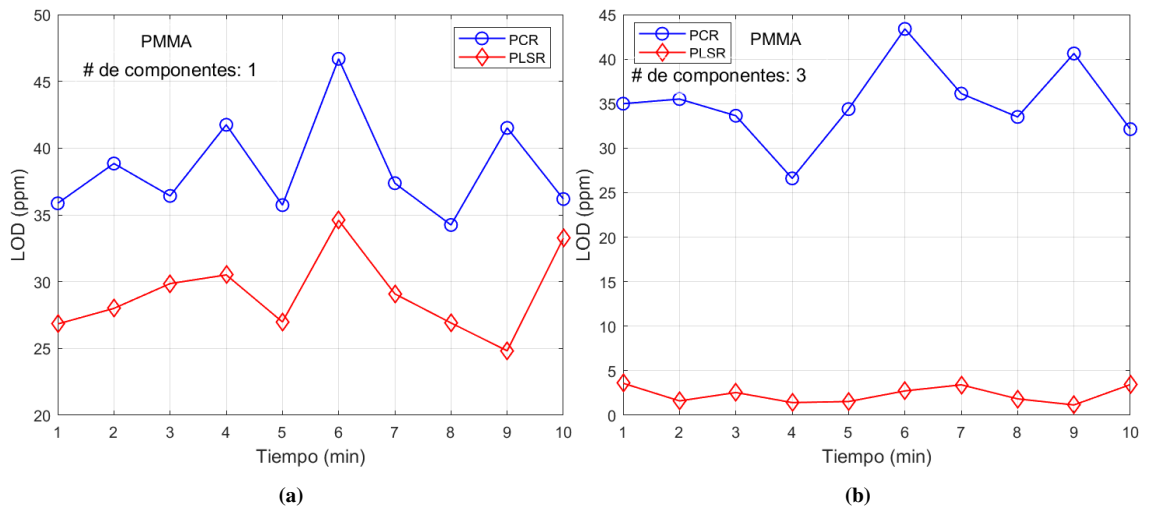 50
45
40
35
30
25
20
LOD (ppm)
PMMA
# de componentes: 1
PCR
PLSR
1 2 3 4 5 6 7 8 9 10
Tiempo (min)
(a)
45
40
35
30
25
20
15
10
5
0
LOD (ppm)
PCR
PLSR
PMMA
# de componentes: 3
1 2 3 4 5 6 7 8 9 10
Tiempo (min)
(b)